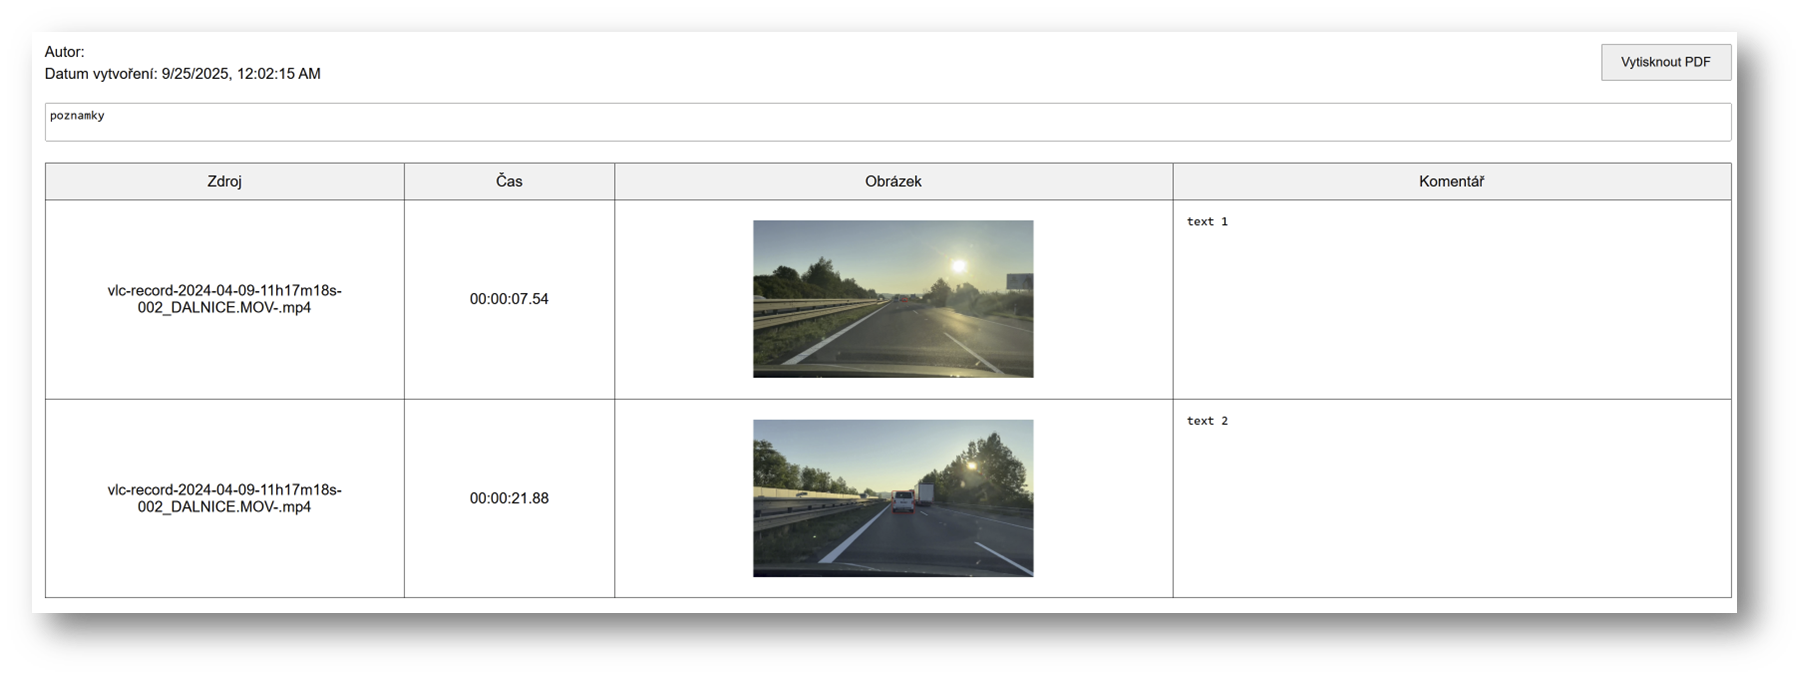 Autor:
Datum vytvoření: 9/25/2025, 12:02:15 AM
Vytisknout PDF
poznamky
Zdroj
Čas
Obrázek
Komentář
vlc-record-2024-04-09-11h17m18s-
002_DALNICE.MOV-.mp4
00:00:07.54
text 1
vlc-record-2024-04-09-11h17m18s-
002_DALNICE.MOV-.mp4
00:00:21.88
text 2